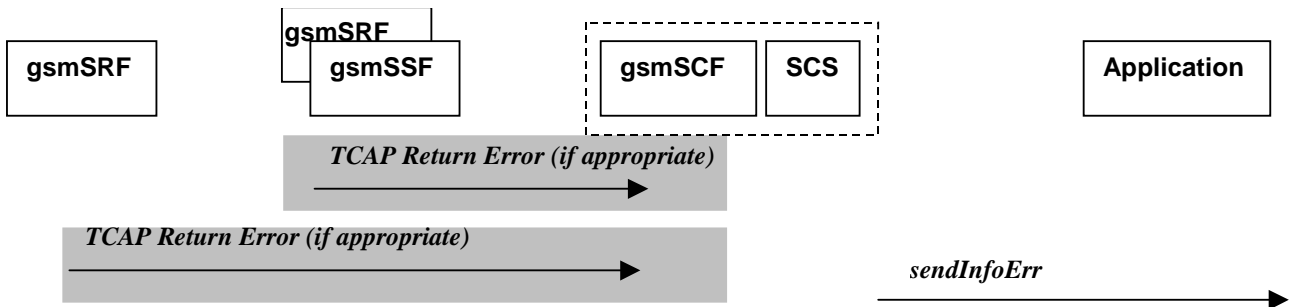 gsmSRF
gsmSRF
gsmSSF
gsmSCF
SCS
Application
TCAP Return Error (if appropriate)
TCAP Return Error (if appropriate)
sendInfoErr